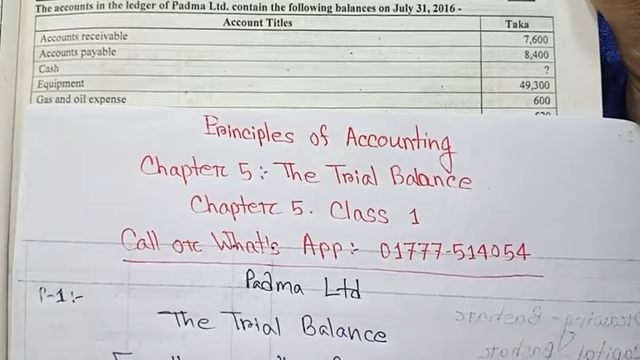 The accounts in the ledger of Padma Ltd. contain the following balances on July 31, 2016 -
Account Titles Taka
Accounts receivable 7,600
Accounts payable 8,400
Cash ?
Equipment 49,300
Gas and oil expense 600
Principles of Accounting
Chapter 5:- The Trial Balance
Chapter 5. Class 1
Call or What's App:- 01777-514054
Padma Ltd
P-1:-
The Trial Balance